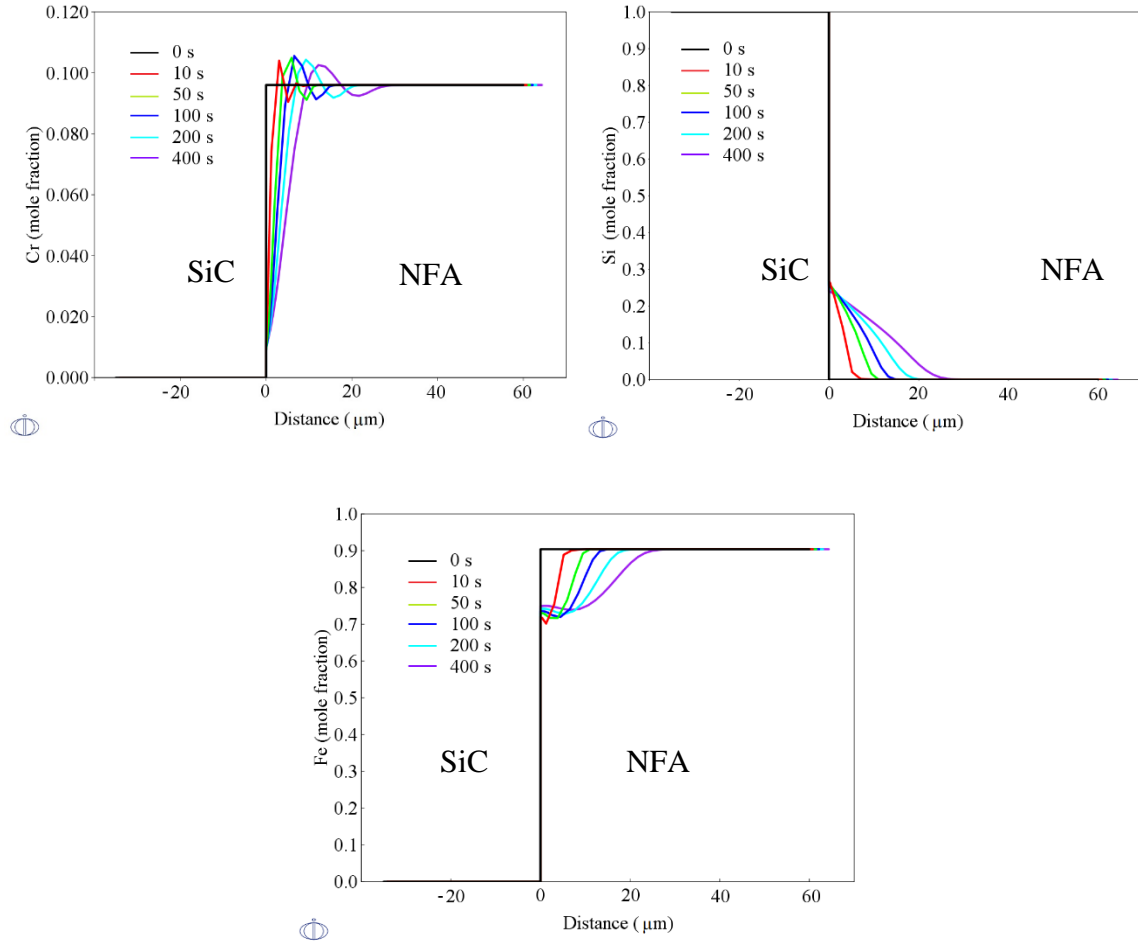 0.120
0.100
0.080
0.060
0.040
0.020
0.000
Cr (mole fraction)
0 s
10 s
50 s
100 s
200 s
400 s
SiC
NFA
-20
0
20
40
60
Distance ( μm)
1.0
0.9
0.8
0.7
0.6
0.5
0.4
0.3
0.2
0.1
0.0
Si (mole fraction)
0 s
10 s
50 s
100 s
200 s
400 s
SiC
NFA
-20
0
20
40
60
Distance ( μm)
1.0
0.9
0.8
0.7
0.6
0.5
0.4
0.3
0.2
0.1
0.0
Fe (mole fraction)
0 s
10 s
50 s
100 s
200 s
400 s
SiC
NFA
-20
0
20
40
60
Distance ( μm)